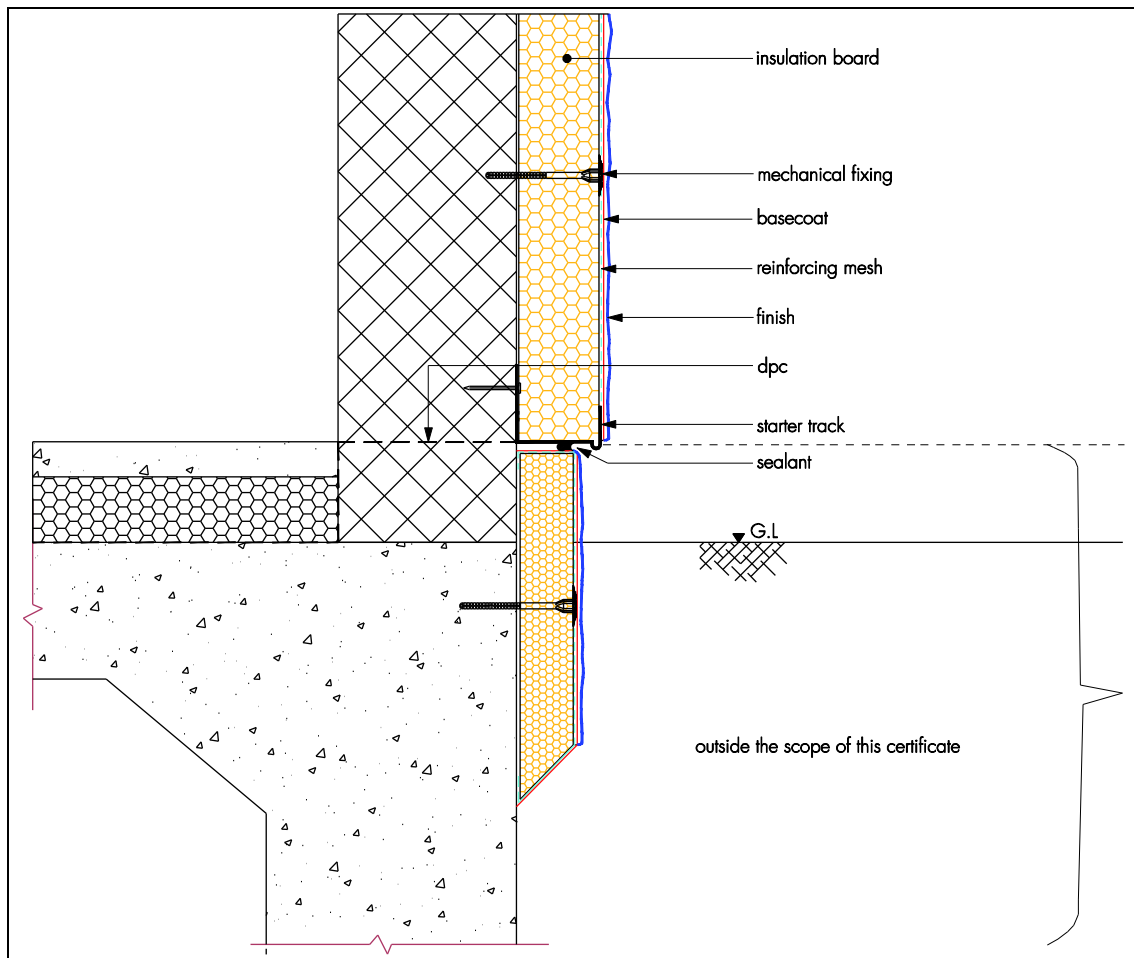 insulation board
mechanical fixing
basecoat
reinforcing mesh
finish
dpc
starter track
sealant
G.L
outside the scope of this certificate